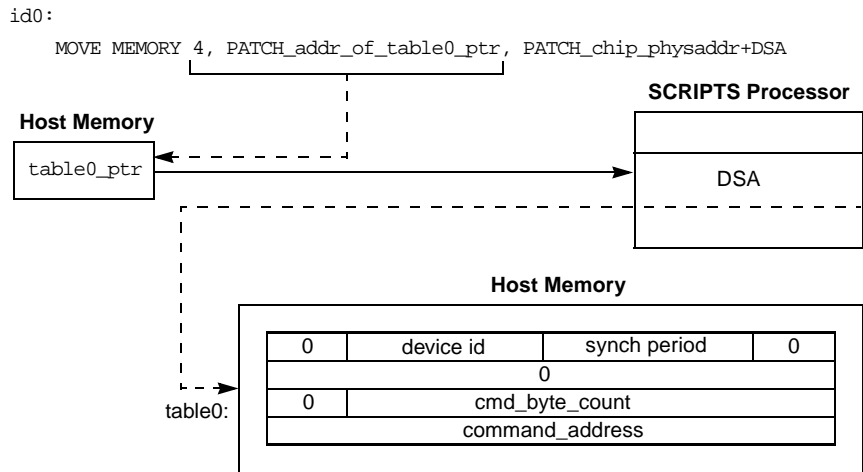 id0:
MOVE MEMORY 4, PATCH_addr_of_table0_ptr, PATCH_chip_physaddr+DSA
SCRIPTS Processor
Host Memory
table0_ptr
DSA
Host Memory
0 device id synch period 0
0
table0:
0 cmd_byte_count
command_address